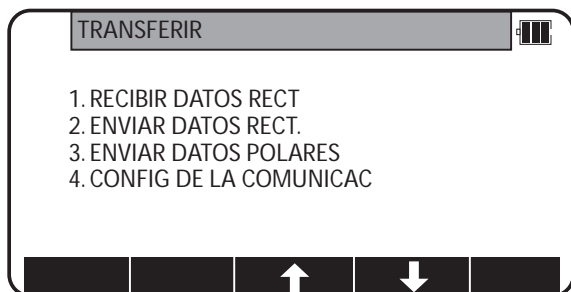 TRANSFERIR
1. RECIBIR DATOS RECT
2. ENVIAR DATOS RECT.
3. ENVIAR DATOS POLARES
4. CONFIG DE LA COMUNICAC